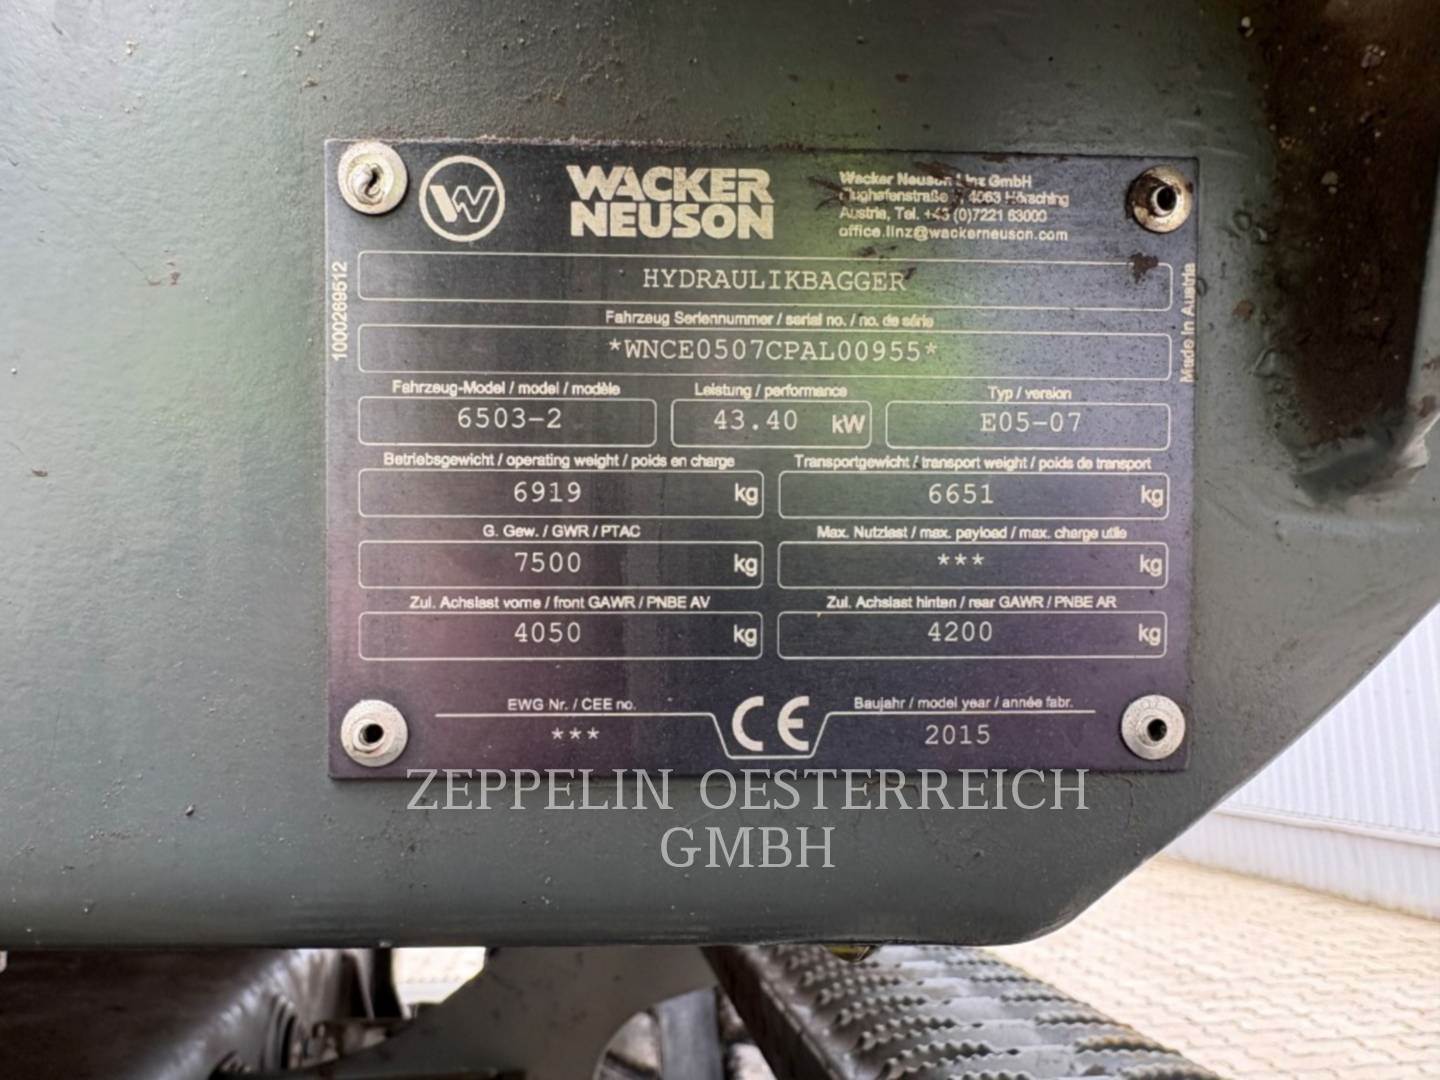 WACKER
NEUSON
Wacker Neuson Linz GmbH
Flughafenstraße 7, 4063 Hörsching
Austria, Tel. +43 (0)7221 63000
office.linz@wackerneuson.com
1000269512
Made in Austria
HYDRAULIKBAGGER
Fahrzeug Seriennummer / serial no. / no. de série
*WNCE0507CPAL00955*
Fahrzeug-Model / model / modèle
6503-2
Leistung / performance
43.40 kW
Typ / version
E05-07
Betriebsgewicht / operating weight / poids en charge
6919 kg
Transportgewicht / transport weight / poids de transport
6651 kg
G. Gew. / GWR / PTAC
7500 kg
Max. Nutzlast / max. payload / max. charge utile
*** kg
Zul. Achslast vorne / front GAWR / PNBE AV
4050 kg
Zul. Achslast hinten / rear GAWR / PNBE AR
4200 kg
EWG Nr. / CEE no.
***
CE
Baujahr / model year / année fabr.
2015
ZEPPELIN OESTERREICH
GMBH